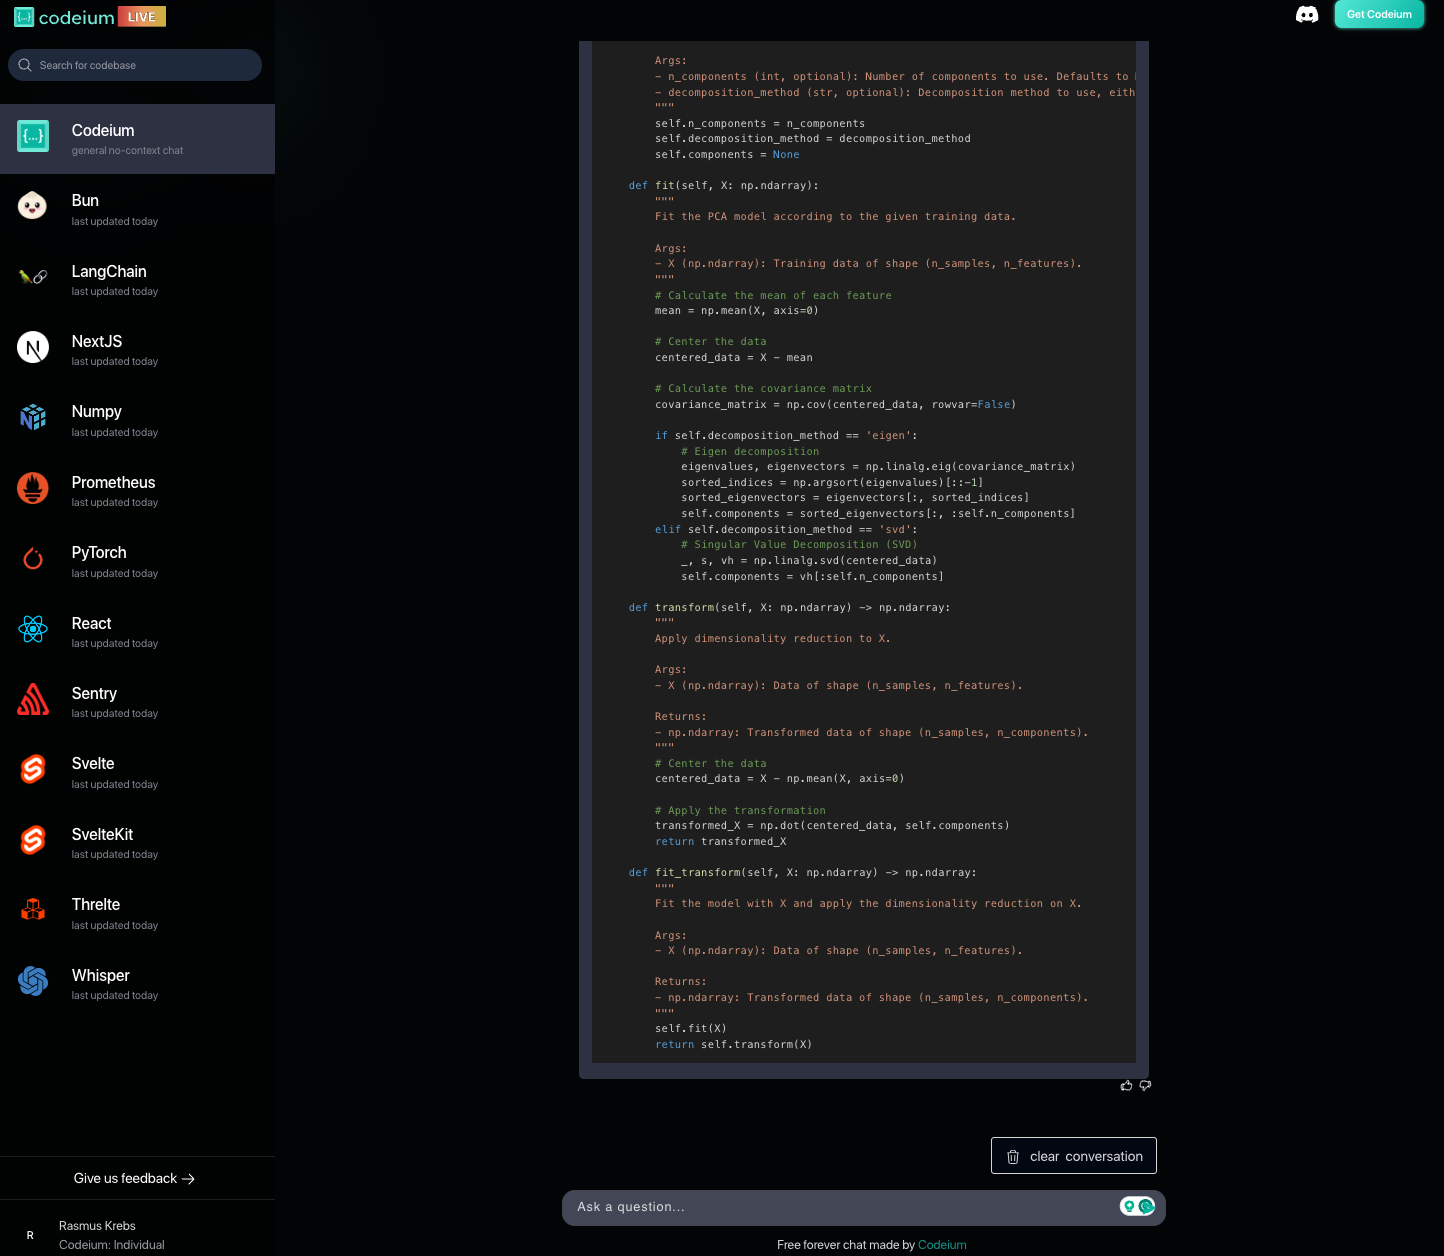 codeium LIVE
Get Codeium
Search for codebase
Codeium
general no-context chat
Bun
last updated today
LangChain
last updated today
NextJS
last updated today
Numpy
last updated today
Prometheus
last updated today
PyTorch
last updated today
React
last updated today
Sentry
last updated today
Svelte
last updated today
SvelteKit
last updated today
Threlte
last updated today
Whisper
last updated today
Give us feedback →
R
Rasmus Krebs
Codeium: Individual
Args:
- n_components (int, optional): Number of components to use. Defaults to
- decomposition_method (str, optional): Decomposition method to use, eith
"""
self.n_components = n_components
self.decomposition_method = decomposition_method
self.components = None
def fit(self, X: np.ndarray):
"""
Fit the PCA model according to the given training data.
Args:
- X (np.ndarray): Training data of shape (n_samples, n_features).
"""
# Calculate the mean of each feature
mean = np.mean(X, axis=0)
# Center the data
centered_data = X - mean
# Calculate the covariance matrix
covariance_matrix = np.cov(centered_data, rowvar=False)
if self.decomposition_method == 'eigen':
# Eigen decomposition
eigenvalues, eigenvectors = np.linalg.eig(covariance_matrix)
sorted_indices = np.argsort(eigenvalues)[::-1]
sorted_eigenvectors = eigenvectors[:, sorted_indices]
self.components = sorted_eigenvectors[:, :self.n_components]
elif self.decomposition_method == 'svd':
# Singular Value Decomposition (SVD)
_, s, vh = np.linalg.svd(centered_data)
self.components = vh[:self.n_components]
def transform(self, X: np.ndarray) -> np.ndarray:
"""
Apply dimensionality reduction to X.
Args:
- X (np.ndarray): Data of shape (n_samples, n_features).
Returns:
- np.ndarray: Transformed data of shape (n_samples, n_components).
"""
# Center the data
centered_data = X - np.mean(X, axis=0)
# Apply the transformation
transformed_X = np.dot(centered_data, self.components)
return transformed_X
def fit_transform(self, X: np.ndarray) -> np.ndarray:
"""
Fit the model with X and apply the dimensionality reduction on X.
Args:
- X (np.ndarray): Data of shape (n_samples, n_features).
Returns:
- np.ndarray: Transformed data of shape (n_samples, n_components).
"""
self.fit(X)
return self.transform(X)
clear conversation
Ask a question...
Free forever chat made by Codeium